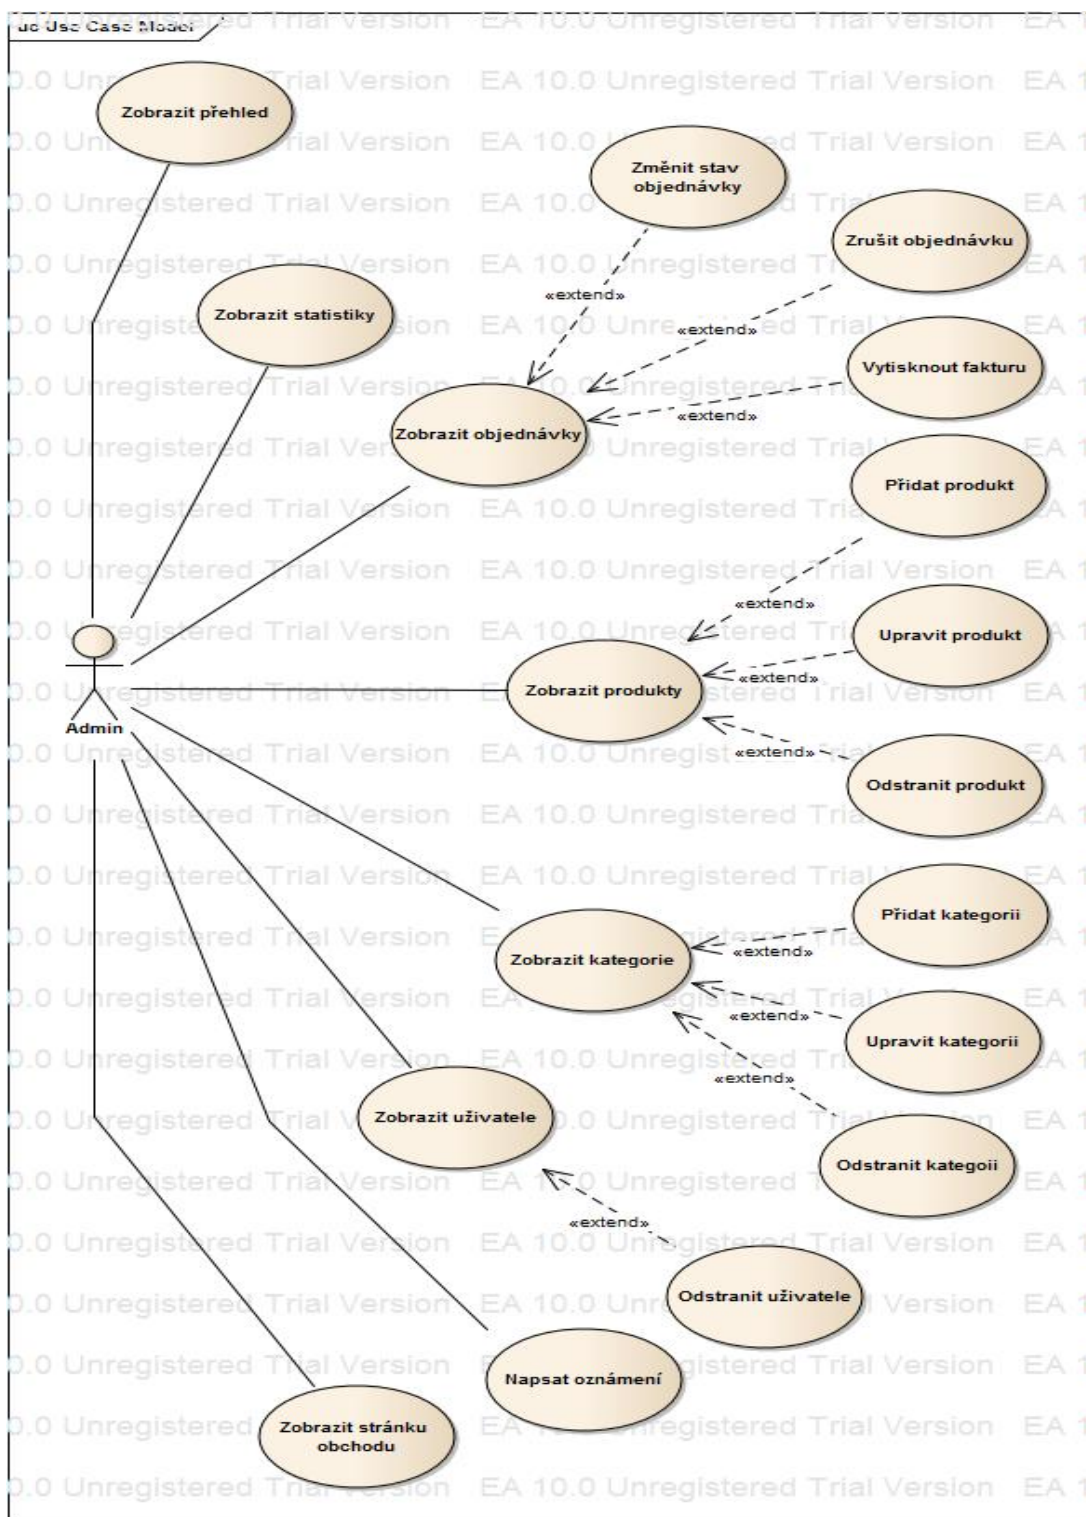 uc Use Case Model
Zobrazit přehled
Změnit stav
objednávky
Zrušit objednávku
Zobrazit statistiky
«extend»
«extend»
Vytisknout fakturu
«extend»
Zobrazit objednávky
Přidat produkt
«extend»
Upravit produkt
«extend»
Zobrazit produkty
Admin
«extend»
Odstranit produkt
Přidat kategorii
«extend»
Zobrazit kategorie
«extend»
Upravit kategorii
«extend»
Zobrazit uživatele
Odstranit kategoii
«extend»
Odstranit uživatele
Napsat oznámení
Zobrazit stránku
obchodu
EA 10.0 Unregistered Trial Version